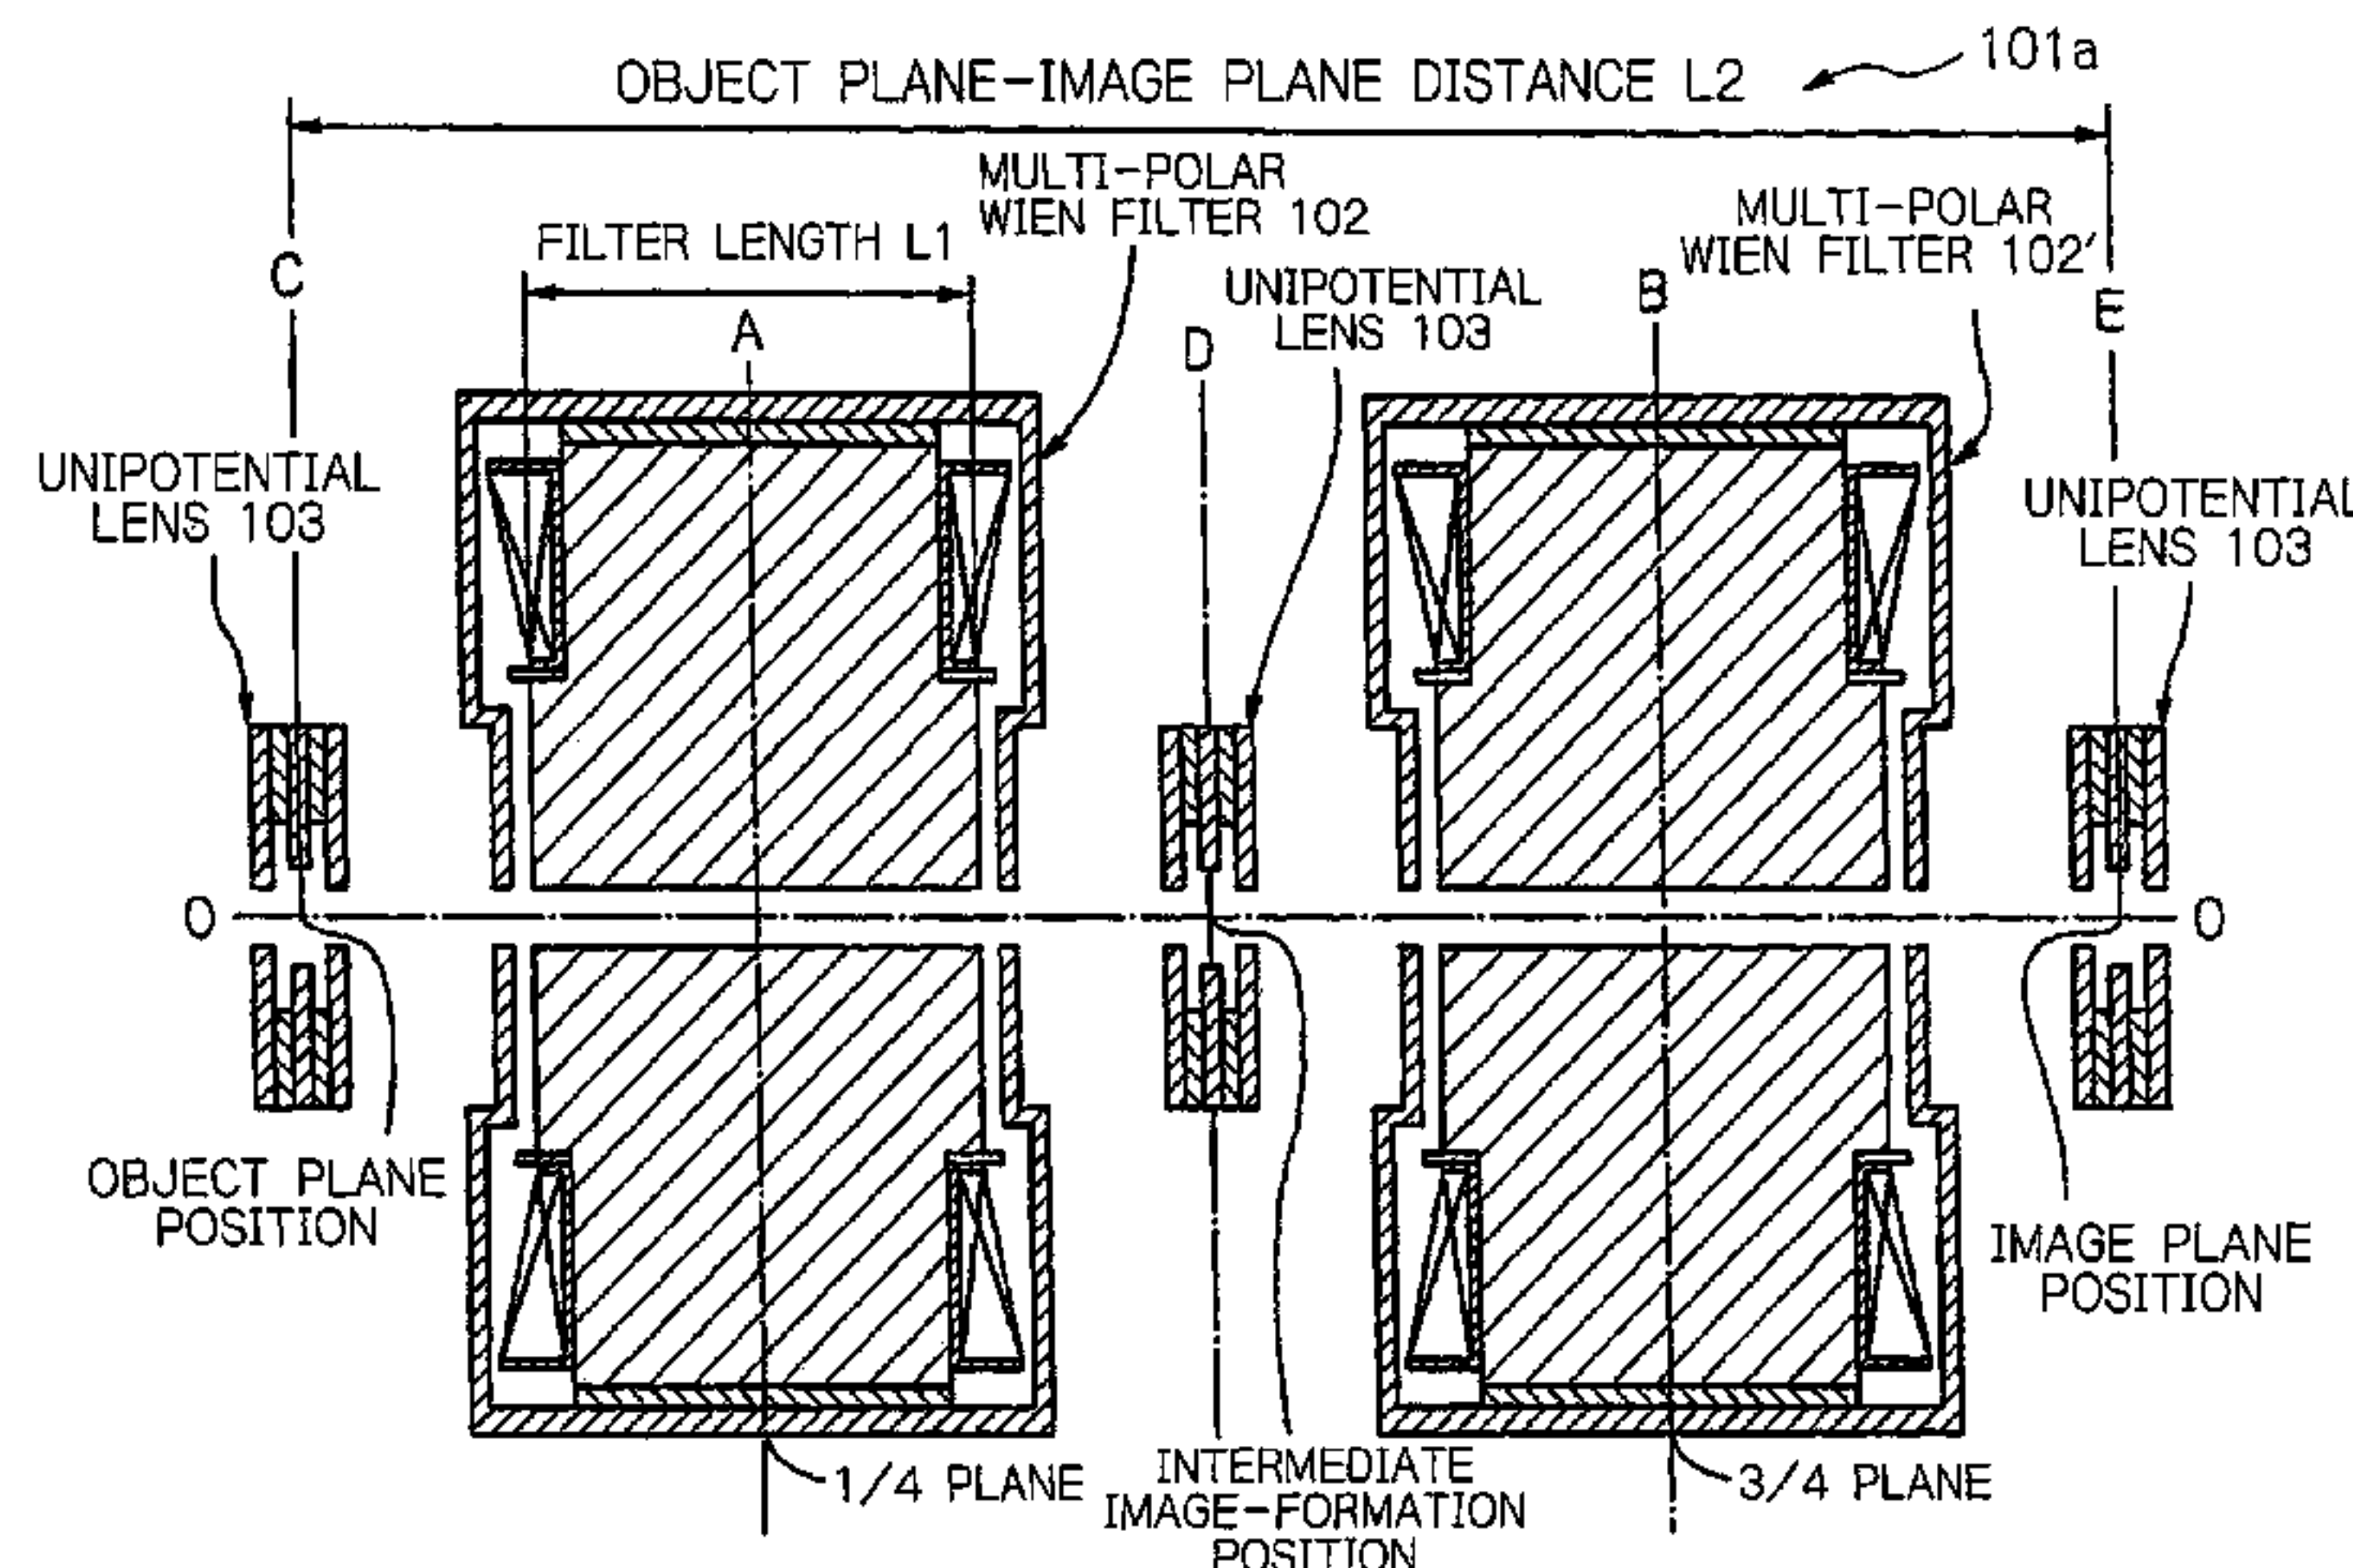 101a
OBJECT PLANE-IMAGE PLANE DISTANCE L2
MULTI-POLAR
WIEN FILTER 102
MULTI-POLAR
WIEN FILTER 102'
FILTER LENGTH L1
UNIPOTENTIAL
LENS 103
C
A
D
B
E
UNIPOTENTIAL
LENS 103
UNIPOTENTIAL
LENS 103
O
O
OBJECT PLANE
POSITION
IMAGE PLANE
POSITION
1/4 PLANE
INTERMEDIATE
IMAGE-FORMATION
POSITION
3/4 PLANE